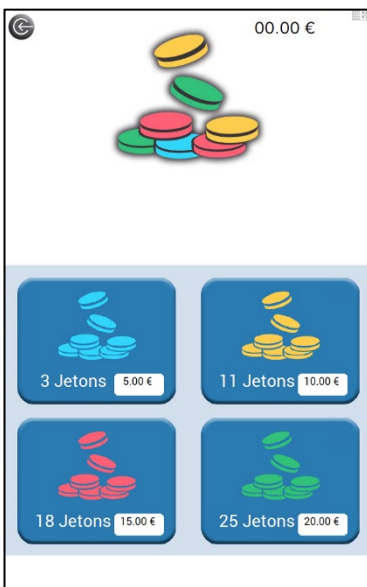 00.00 €
3 Jetons 5.00 €
11 Jetons 10.00 €
18 Jetons 15.00 €
25 Jetons 20.00 €